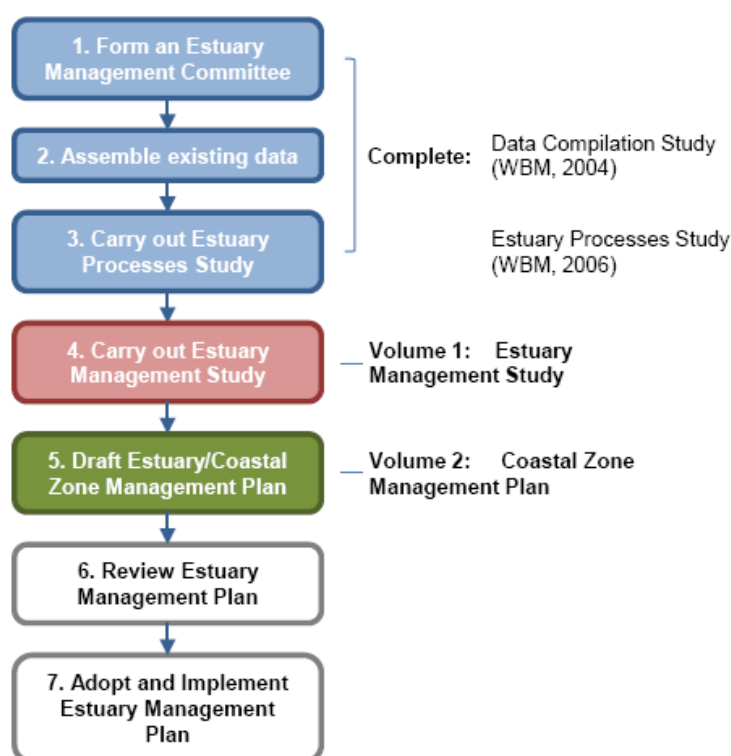 1. Form an Estuary
Management Committee
2. Assemble existing data
Complete:
Data Compilation Study
(WBM, 2004)
3. Carry out Estuary
Processes Study
Estuary Processes Study
(WBM, 2006)
4. Carry out Estuary
Management Study
Volume 1: Estuary
Management Study
5. Draft Estuary/Coastal
Zone Management Plan
Volume 2: Coastal Zone
Management Plan
6. Review Estuary
Management Plan
7. Adopt and Implement
Estuary Management
Plan